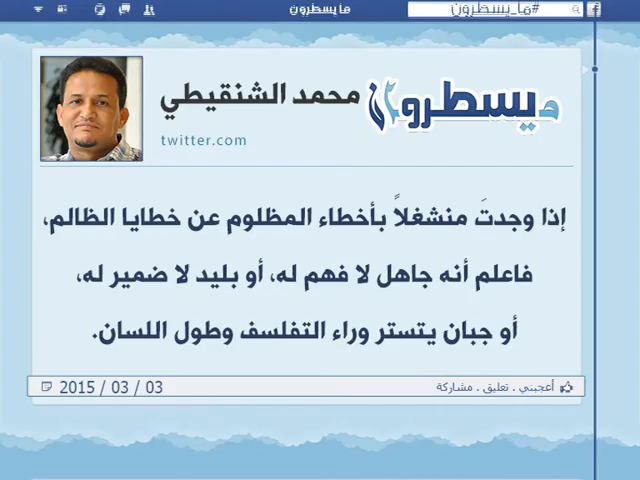 ما يسطرون
#ما_يسطرون
محمد الشنقيطي
twitter.com
ما يسطرون
إذا وجدتَ منشغلاً بأخطاء المظلوم عن خطايا الظالم،
فاعلم أنه جاهل لا فهم له، أو بليد لا ضمير له،
أو جبان يتستر وراء التفلسف وطول اللسان.
أعجبني . تعليق . مشاركة
2015 / 03 / 03